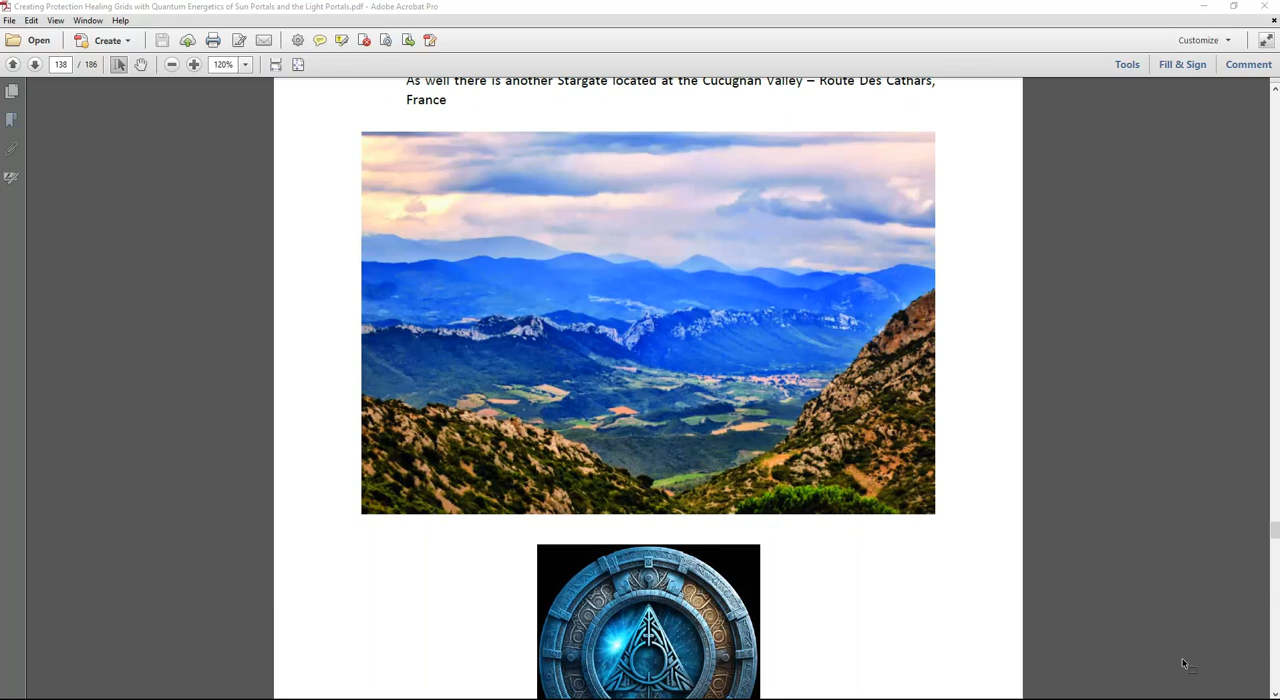 Creating Protection Healing Grids with Quantum Energetics of Sun Portals and the Light Portals.pdf - Adobe Acrobat Pro
File Edit View Window Help
Open Create Customize
138 / 186 120% Tools Fill & Sign Comment
As well there is another Stargate located at the Cucugnan Valley – Route Des Cathars,
France